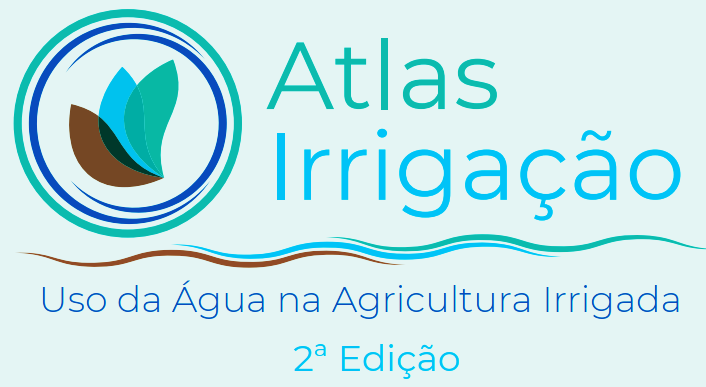 Atlas
Irrigação
Uso da Água na Agricultura Irrigada
2ª Edição